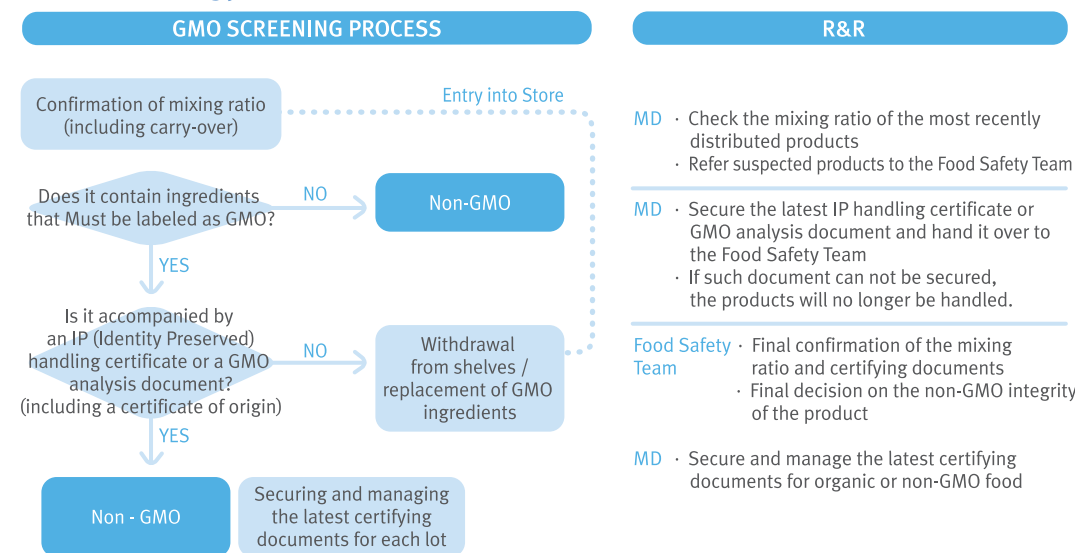 GMO SCREENING PROCESS
Confirmation of mixing ratio
(including carry-over)
Entry into Store
Does it contain ingredients
that Must be labeled as GMO?
NO
Non-GMO
YES
Is it accompanied by
an IP (Identity Preserved)
handling certificate or a GMO
analysis document?
(including a certificate of origin)
NO
Withdrawal
from shelves /
replacement of GMO
ingredients
YES
Non - GMO
Securing and managing
the latest certifying
documents for each lot
R&R
MD · Check the mixing ratio of the most recently
distributed products
· Refer suspected products to the Food Safety Team
MD · Secure the latest IP handling certificate or
GMO analysis document and hand it over to
the Food Safety Team
· If such document can not be secured,
the products will no longer be handled.
Food Safety Team · Final confirmation of the mixing
ratio and certifying documents
· Final decision on the non-GMO integrity
of the product
MD · Secure and manage the latest certifying
documents for organic or non-GMO food